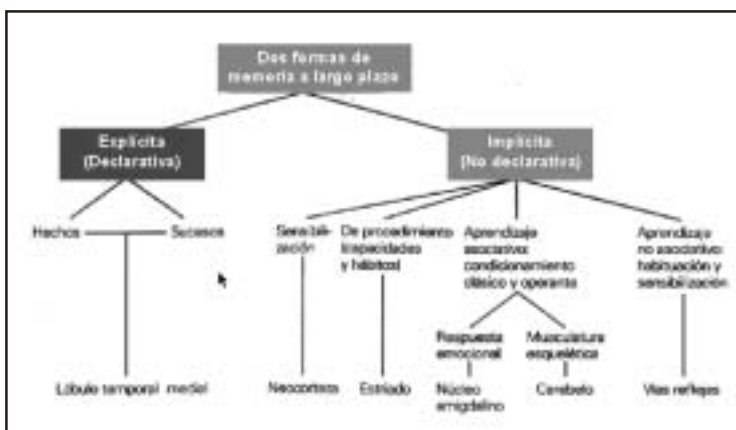 Dos formas de
memoria a largo plazo
Explícita
(Declarativa)
Implícita
(No declarativa)
Hechos
Sucesos
Sensibili-
zación
De procedimiento
(capacidades
y hábitos)
Aprendizaje
asociativo:
condicionamiento
clásico y operante
Aprendizaje
no asociativo:
habituación y
sensibilización
Respuesta
emocional
Musculatura
esquelética
Lóbulo temporal medial
Neocorteza
Estriado
Núcleo
amigdalino
Cerebelo
Vías reflejas